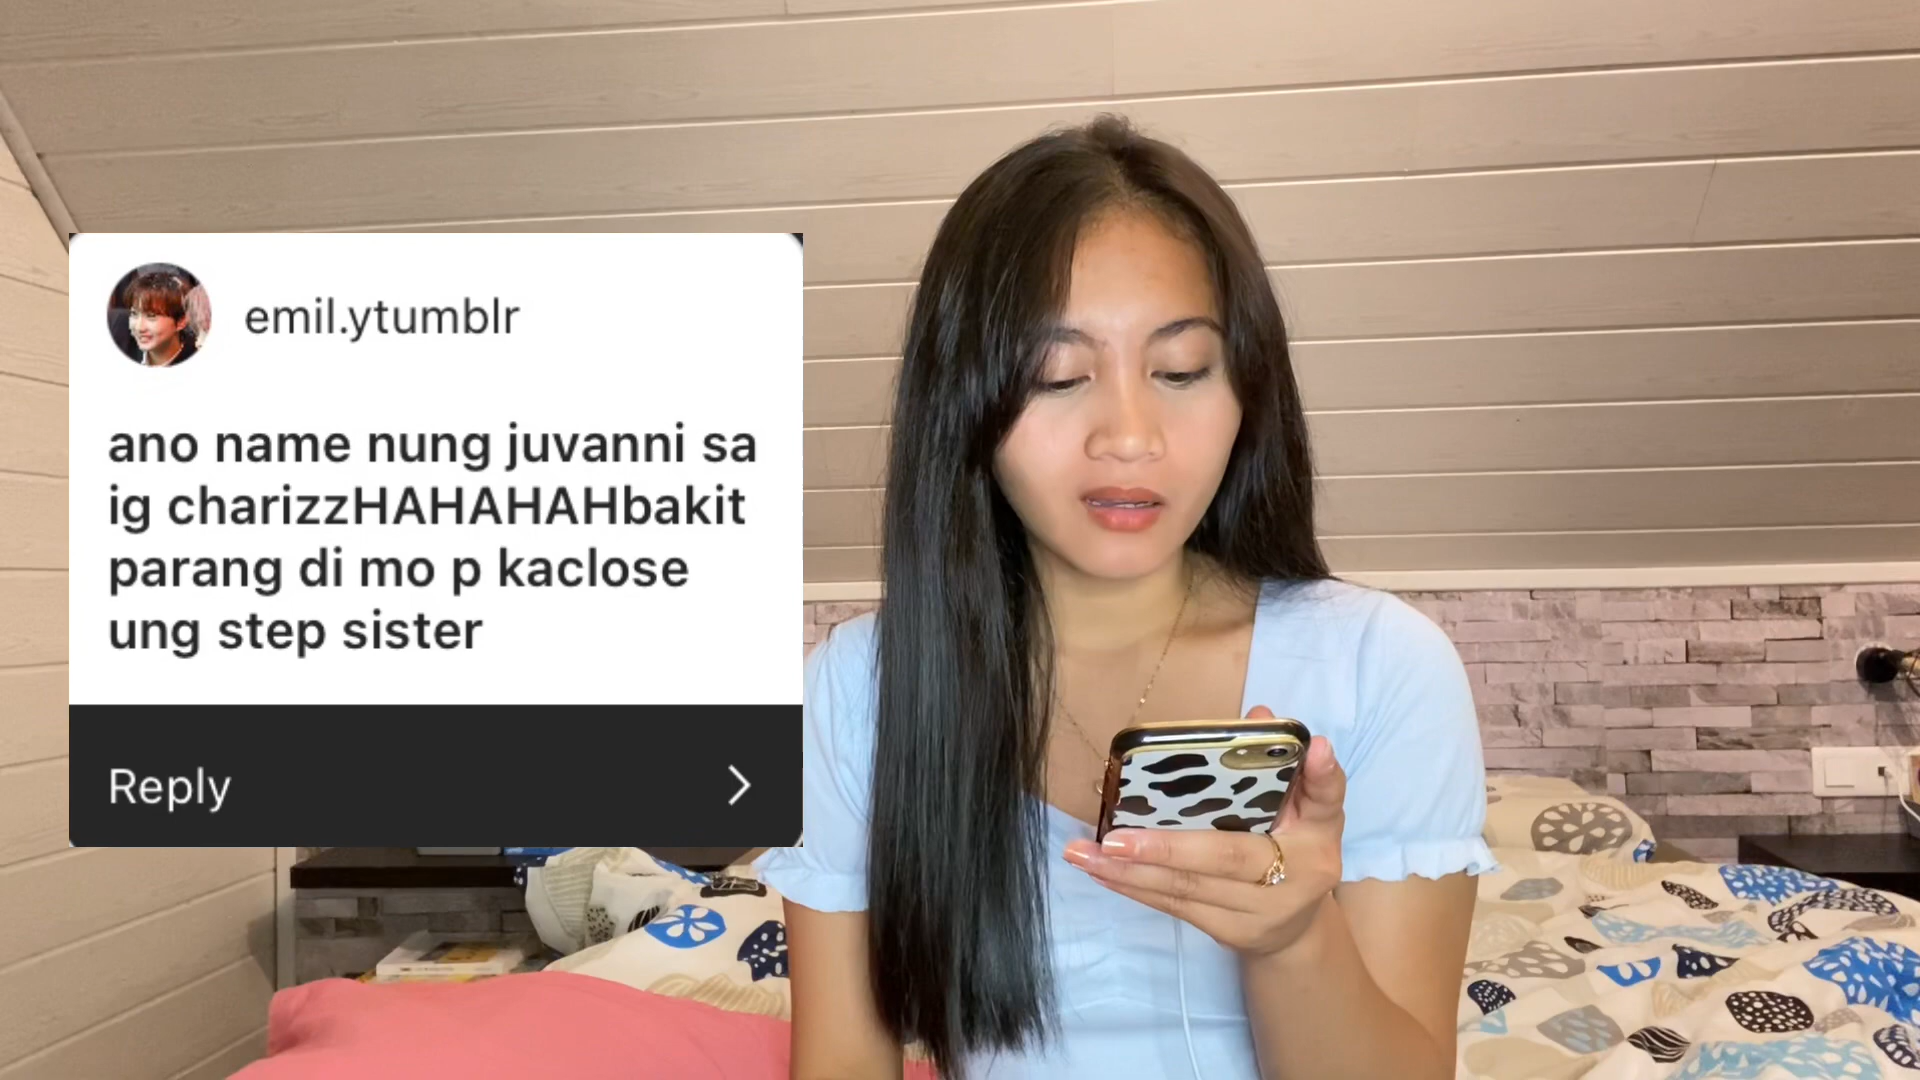 emil.ytumblr
ano name nung juvanni sa
ig charizzHAHAHAHbakit
parang di mo p kaclose
ung step sister
Reply